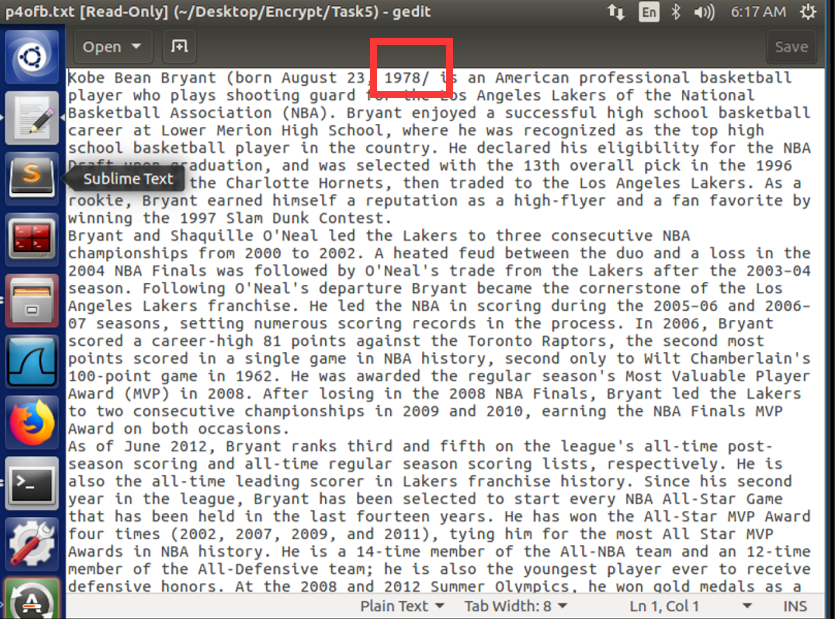 p4ofb.txt [Read-Only] (~/Desktop/Encrypt/Task5) - gedit
En
6:17 AM
Open
Save
Kobe Bean Bryant (born August 23, 1978/ is an American professional basketball
player who plays shooting guard for the Los Angeles Lakers of the National
Basketball Association (NBA). Bryant enjoyed a successful high school basketball
career at Lower Merion High School, where he was recognized as the top high
school basketball player in the country. He declared his eligibility for the NBA
Draft upon graduation, and was selected with the 13th overall pick in the 1996
Sublime Text
the Charlotte Hornets, then traded to the Los Angeles Lakers. As a
rookie, Bryant earned himself a reputation as a high-flyer and a fan favorite by
winning the 1997 Slam Dunk Contest.
Bryant and Shaquille O'Neal led the Lakers to three consecutive NBA
championships from 2000 to 2002. A heated feud between the duo and a loss in the
2004 NBA Finals was followed by O'Neal's trade from the Lakers after the 2003–04
season. Following O'Neal's departure Bryant became the cornerstone of the Los
Angeles Lakers franchise. He led the NBA in scoring during the 2005–06 and 2006–
07 seasons, setting numerous scoring records in the process. In 2006, Bryant
scored a career-high 81 points against the Toronto Raptors, the second most
points scored in a single game in NBA history, second only to Wilt Chamberlain's
100-point game in 1962. He was awarded the regular season's Most Valuable Player
Award (MVP) in 2008. After losing in the 2008 NBA Finals, Bryant led the Lakers
to two consecutive championships in 2009 and 2010, earning the NBA Finals MVP
Award on both occasions.
As of June 2012, Bryant ranks third and fifth on the league's all-time post-
season scoring and all-time regular season scoring lists, respectively. He is
also the all-time leading scorer in Lakers franchise history. Since his second
year in the league, Bryant has been selected to start every NBA All-Star Game
that has been held in the last fourteen years. He has won the All-Star MVP Award
four times (2002, 2007, 2009, and 2011), tying him for the most All Star MVP
Awards in NBA history. He is a 14-time member of the All-NBA team and an 12-time
member of the All-Defensive team; he is also the youngest player ever to receive
defensive honors. At the 2008 and 2012 Summer Olympics, he won gold medals as a
Plain Text
Tab Width: 8
Ln 1, Col 1
INS